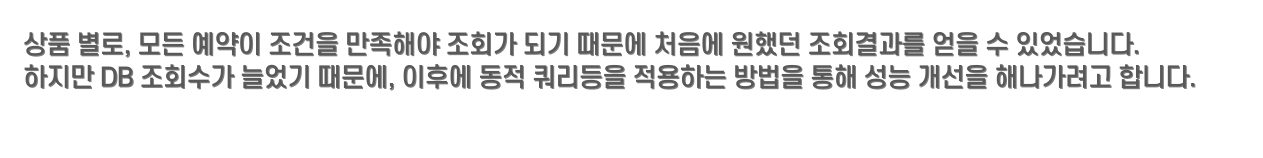 상품 별로, 모든 예약이 조건을 만족해야 조회가 되기 때문에 처음에 원했던 조회결과를 얻을 수 있었습니다.
하지만 DB 조회수가 늘었기 때문에, 이후에 동적 쿼리등을 적용하는 방법을 통해 성능 개선을 해나가려고 합니다.